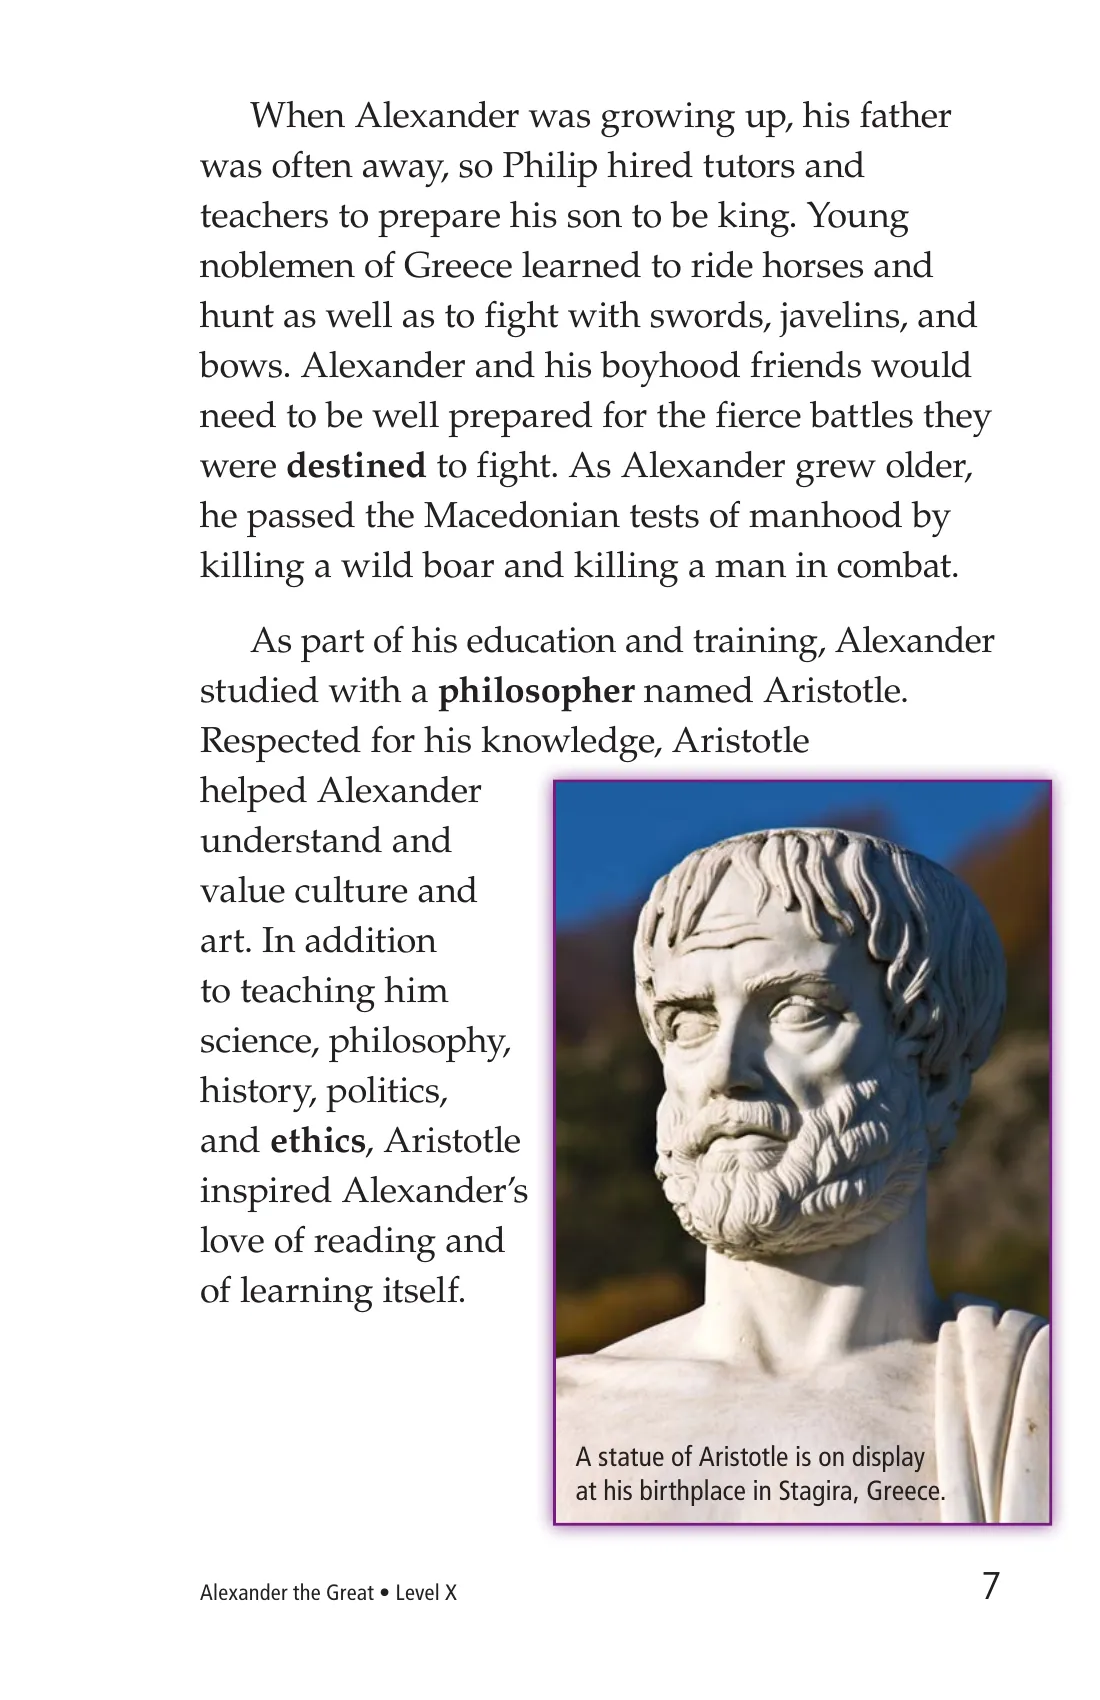 When Alexander was growing up, his father
was often away, so Philip hired tutors and
teachers to prepare his son to be king. Young
noblemen of Greece learned to ride horses and
hunt as well as to fight with swords, javelins, and
bows. Alexander and his boyhood friends would
need to be well prepared for the fierce battles they
were destined to fight. As Alexander grew older,
he passed the Macedonian tests of manhood by
killing a wild boar and killing a man in combat.
As part of his education and training, Alexander
studied with a philosopher named Aristotle.
Respected for his knowledge, Aristotle
helped Alexander
understand and
value culture and
art. In addition
to teaching him
science, philosophy,
history, politics,
and ethics, Aristotle
inspired Alexander’s
love of reading and
of learning itself.
A statue of Aristotle is on display
at his birthplace in Stagira, Greece.
Alexander the Great • Level X
7